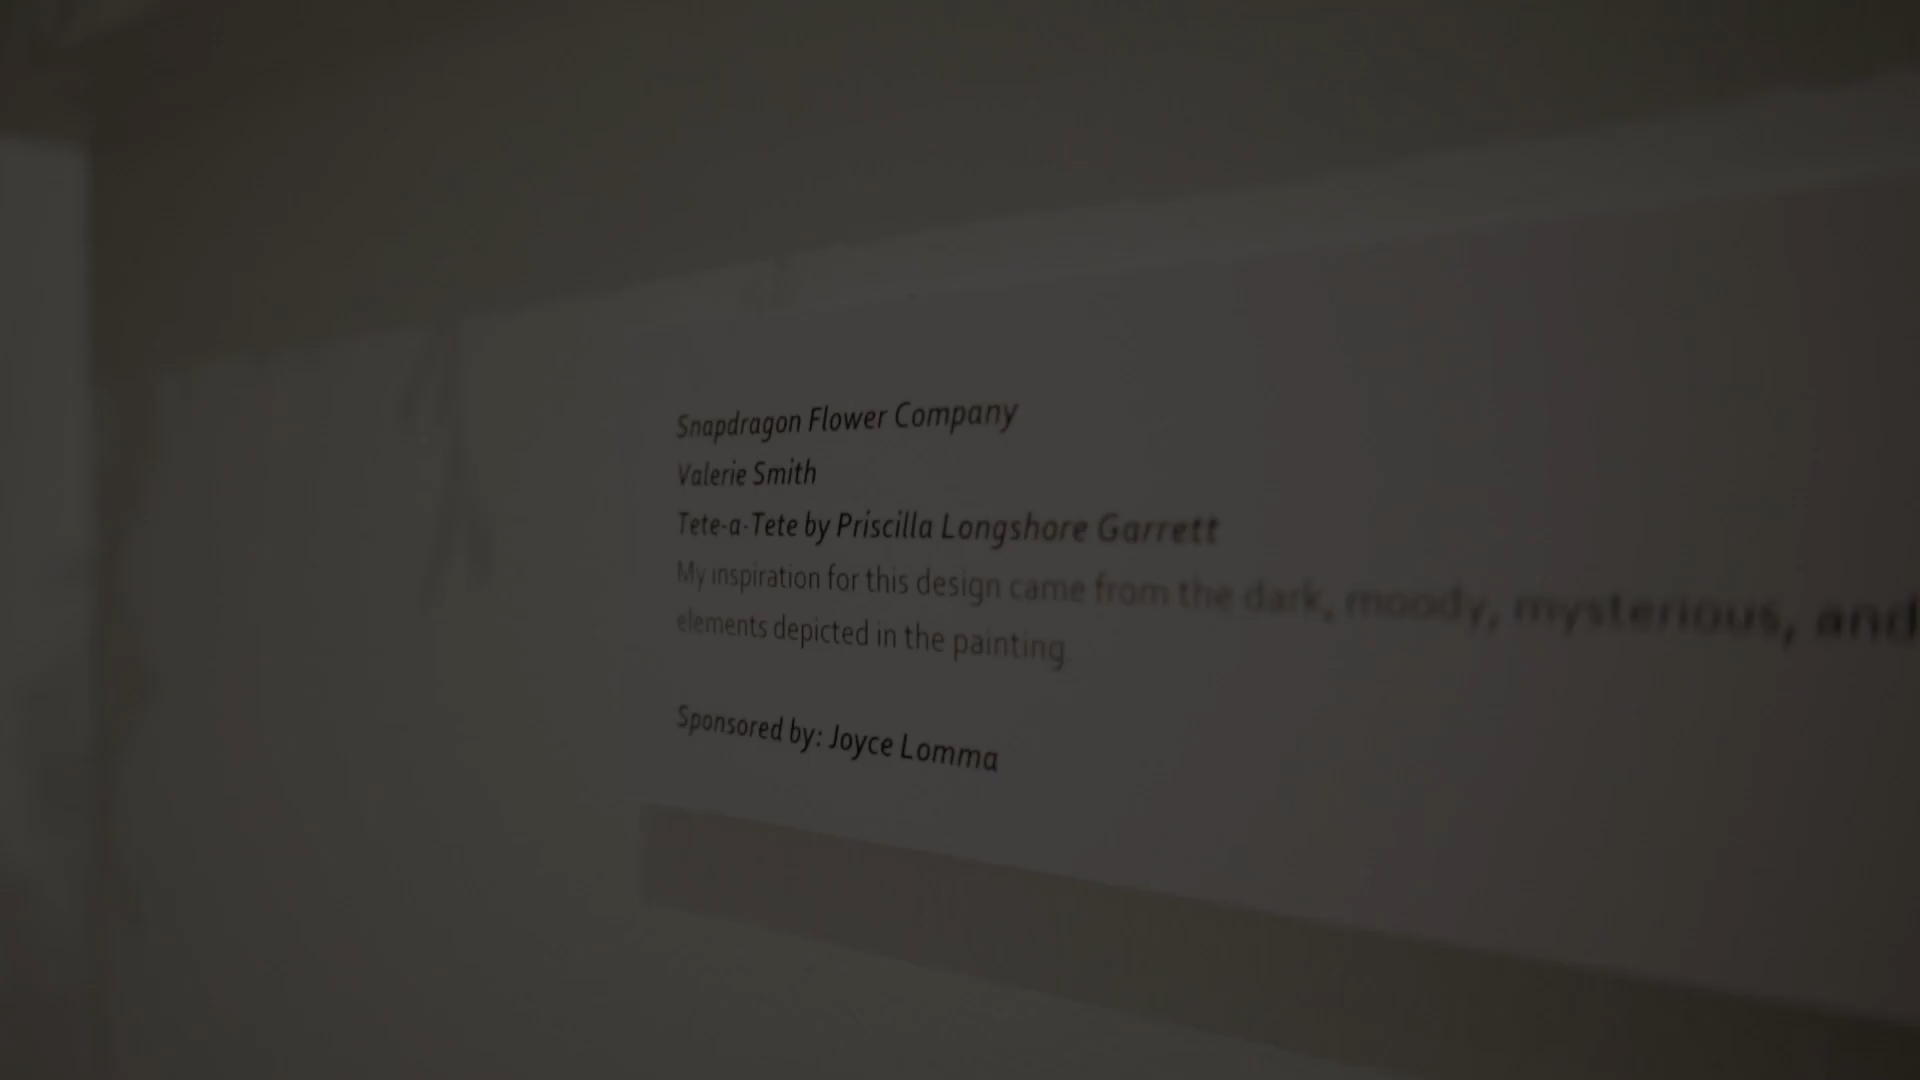 Snapdragon Flower Company
Valerie Smith
Tete-a-Tete by Priscilla Longshore Garrett
My inspiration for this design came from the dark, moody, mysterious, and
elements depicted in the painting.
Sponsored by: Joyce Lomma